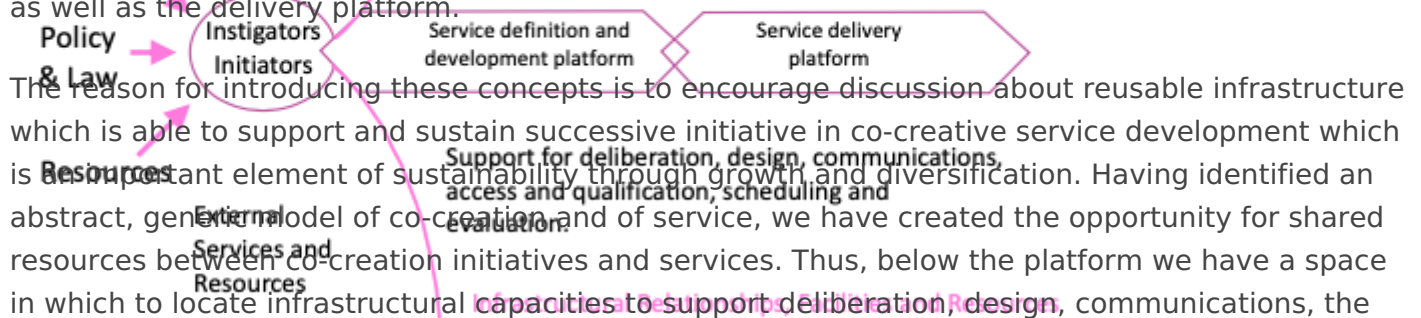 as well as the delivery platform.
Policy
& Law
Instigators
Initiators
Service definition and
development platform
Service delivery
platform
The reason for introducing these concepts is to encourage discussion about reusable infrastructure
which is able to support and sustain successive initiative in co-creative service development which
Resources
Support for deliberation, design, communications,
access and qualification, scheduling and
evaluation.
is an important element of sustainability through growth and diversification. Having identified an
abstract, generic model of co-creation and of service, we have created the opportunity for shared
External
Services and
Resources
resources between co-creation initiatives and services. Thus, below the platform we have a space
in which to locate infrastructural capacities to support deliberation, design, communications, the
Infrastructural Relationships, Facilities and Resources